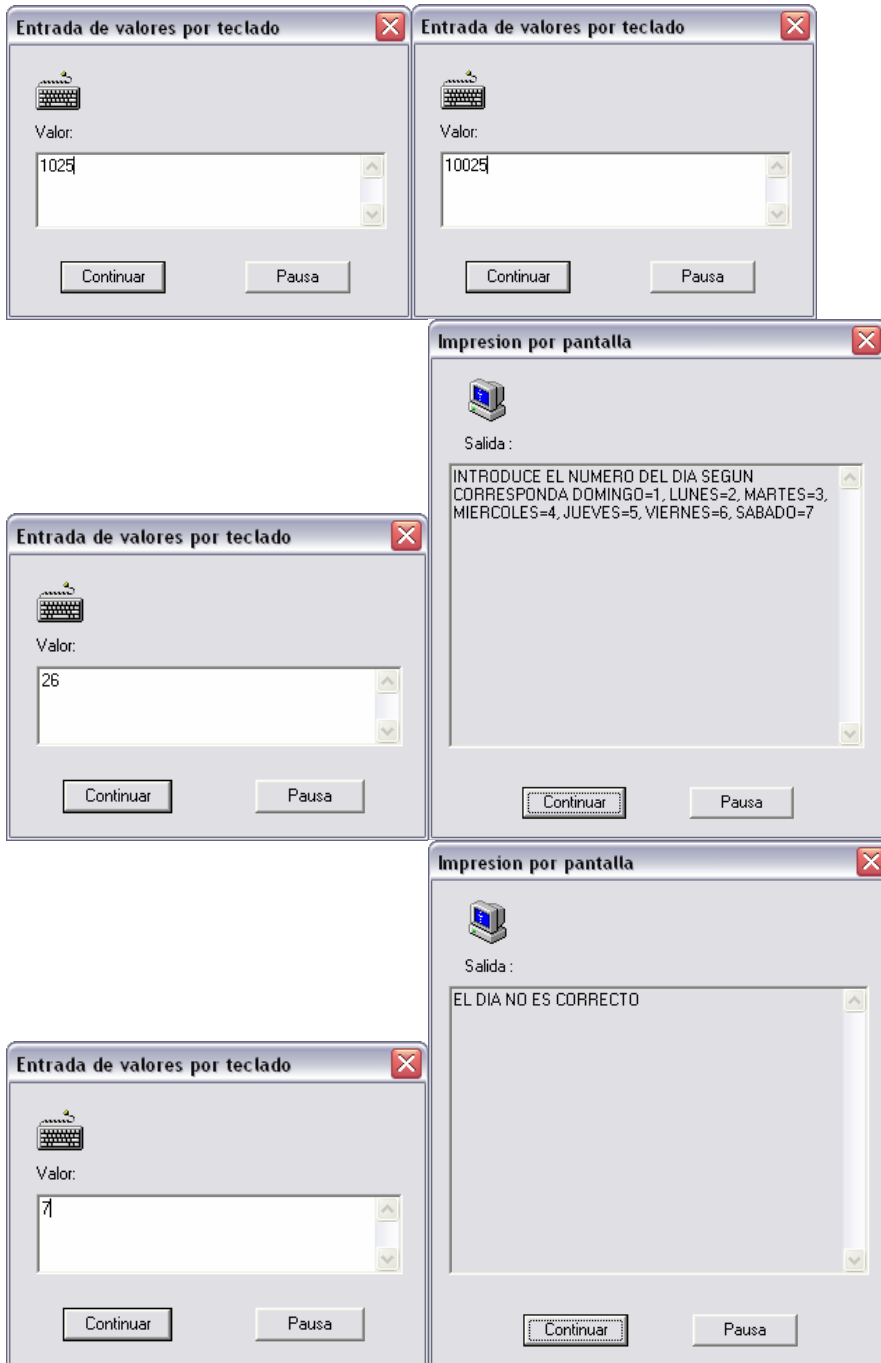 Entrada de valores por teclado
Valor:
1025
Continuar
Pausa
Entrada de valores por teclado
Valor:
10025
Continuar
Pausa
Impresion por pantalla
Salida :
INTRODUCE EL NUMERO DEL DIA SEGUN
CORRESPONDA DOMINGO=1, LUNES=2, MARTES=3,
MIERCOLES=4, JUEVES=5, VIERNES=6, SABADO=7
Continuar
Pausa
Entrada de valores por teclado
Valor:
26
Continuar
Pausa
Impresion por pantalla
Salida :
EL DIA NO ES CORRECTO
Continuar
Pausa
Entrada de valores por teclado
Valor:
7
Continuar
Pausa